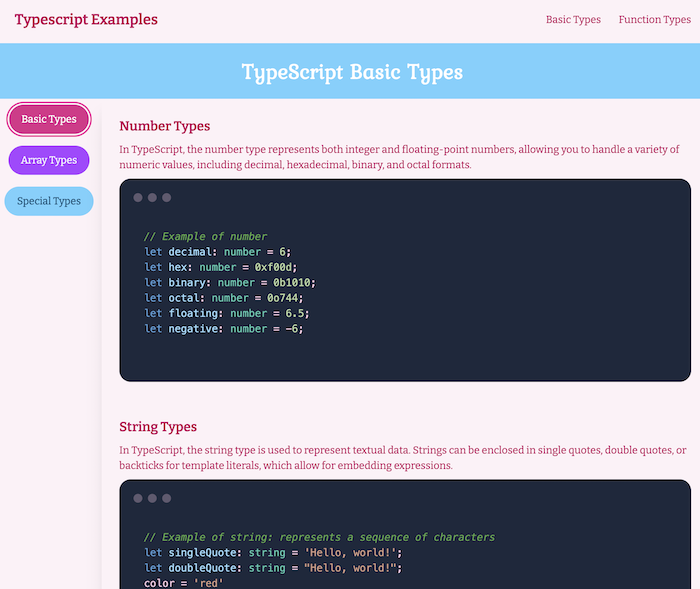 Typescript Examples
Basic Types
Function Types
TypeScript Basic Types
Basic Types
Array Types
Special Types
Number Types
In TypeScript, the number type represents both integer and floating-point numbers, allowing you to handle a variety of
numeric values, including decimal, hexadecimal, binary, and octal formats.
// Example of number
let decimal: number = 6;
let hex: number = 0xf00d;
let binary: number = 0b1010;
let octal: number = 0o744;
let floating: number = 6.5;
let negative: number = -6;
String Types
In TypeScript, the string type is used to represent textual data. Strings can be enclosed in single quotes, double quotes, or
backticks for template literals, which allow for embedding expressions.
// Example of string: represents a sequence of characters
let singleQuote: string = 'Hello, world!';
let doubleQuote: string = "Hello, world!";
color = 'red'